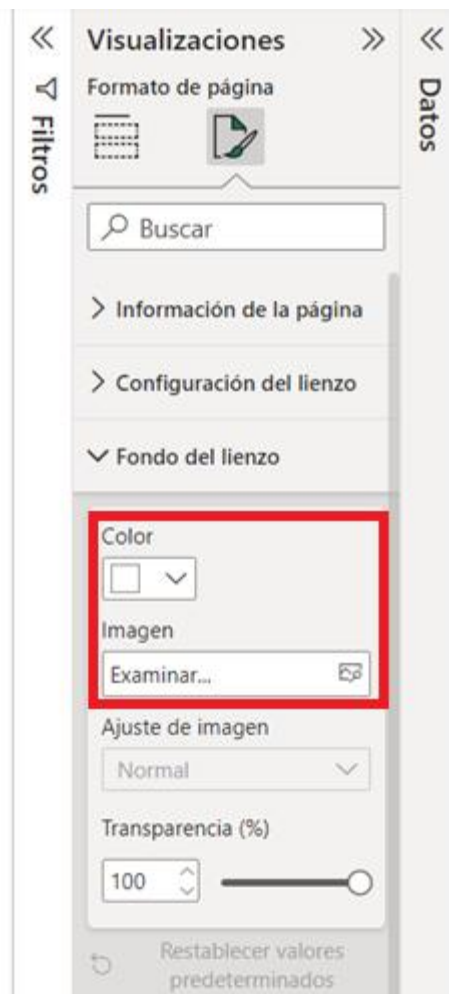 Visualizaciones
Formato de página
Filtros
Datos
Buscar
Información de la página
Configuración del lienzo
Fondo del lienzo
Color
Imagen
Examinar...
Ajuste de imagen
Normal
Transparencia (%)
100
Restablecer valores
predeterminados